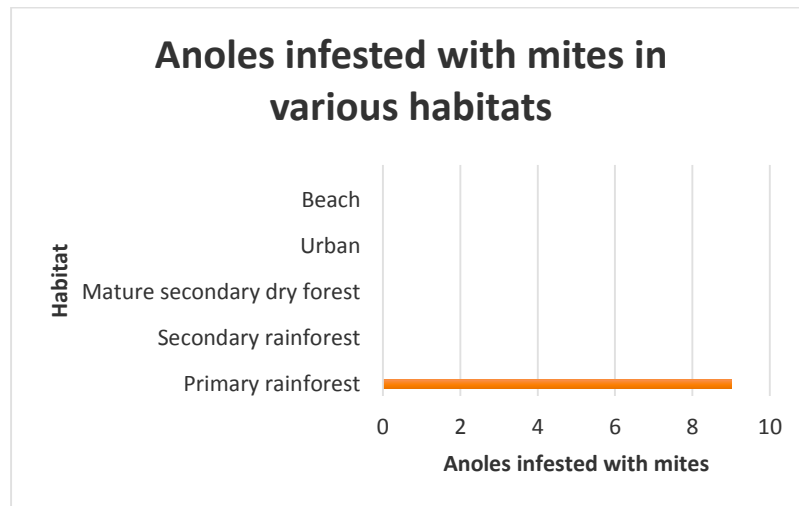 Anoles infested with mites in
various habitats
Habitat
Beach
Urban
Mature secondary dry forest
Secondary rainforest
Primary rainforest
0 2 4 6 8 10
Anoles infested with mites